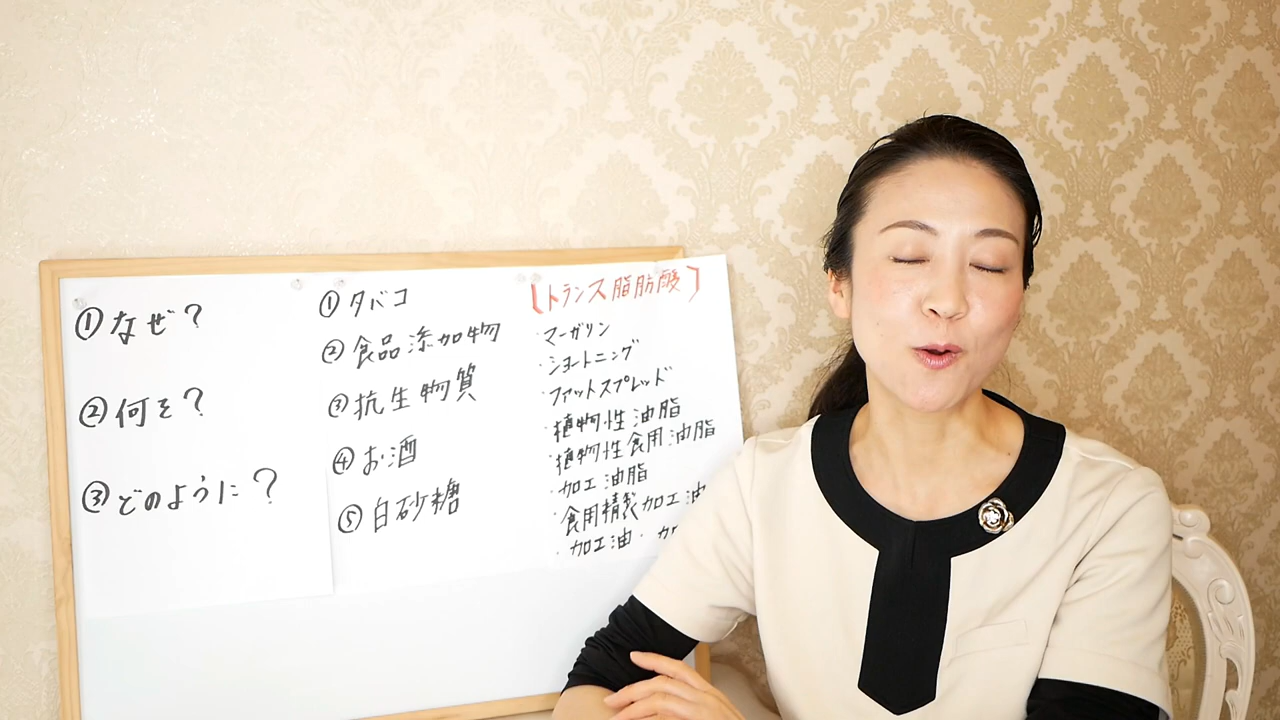 ①なぜ？
②何を？
③どのように？
①タバコ
②食品添加物
③抗生物質
④お酒
⑤白砂糖
【トランス脂肪酸】
・マーガリン
・ショートニング
・ファットスプレッド
・植物性油脂
・植物性食用油脂
・加工油脂
・食用精製加工油
・加工油・加